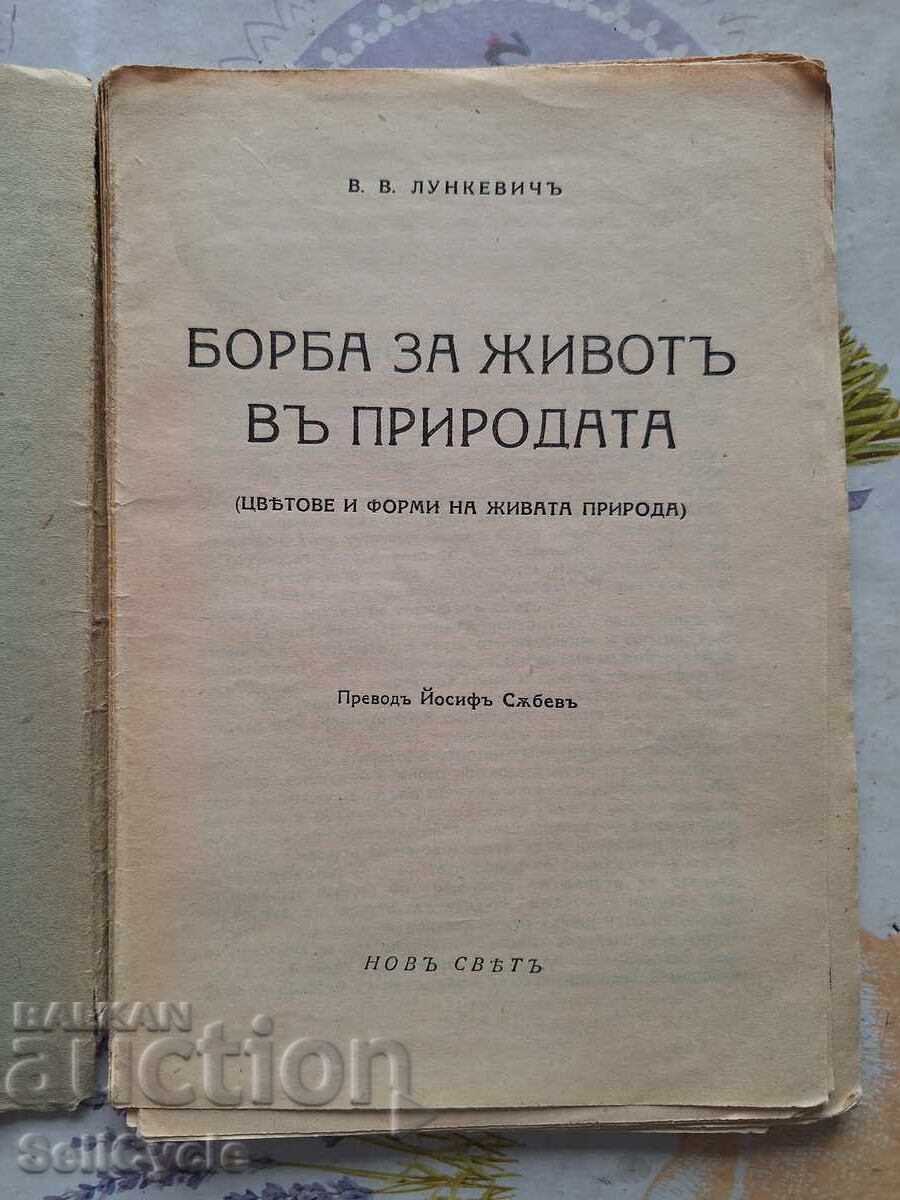 В. В. ЛУНКЕВИЧЪ
БОРБА ЗА ЖИВОТЪ
ВЪ ПРИРОДАТА
(ЦВѢТОВЕ И ФОРМИ НА ЖИВАТА ПРИРОДА)
Преводъ Йосифъ Сѫбевъ
НОВЪ СВѢТЪ
BALKAN
auction
SellCycle